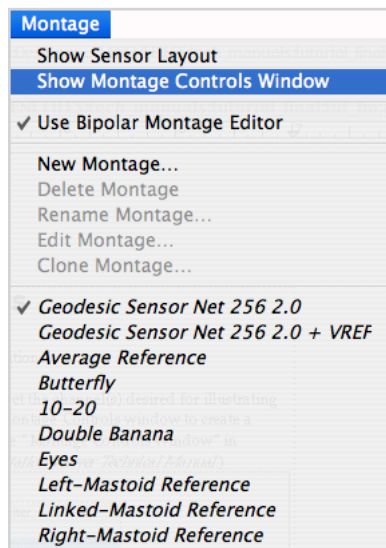 Montage
Show Sensor Layout
Show Montage Controls Window
✓ Use Bipolar Montage Editor
New Montage...
Delete Montage
Rename Montage...
Edit Montage...
Clone Montage...
✓ Geodesic Sensor Net 256 2.0
Geodesic Sensor Net 256 2.0 + VREF
Average Reference
Butterfly
10-20
Double Banana
Eyes
Left-Mastoid Reference
Linked-Mastoid Reference
Right-Mastoid Reference